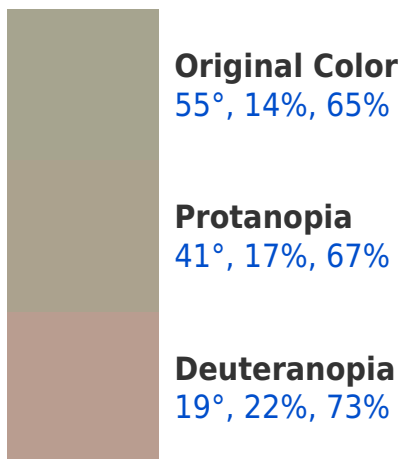 Original Color
55°, 14%, 65%
Protanopia
41°, 17%, 67%
Deuteranopia
19°, 22%, 73%